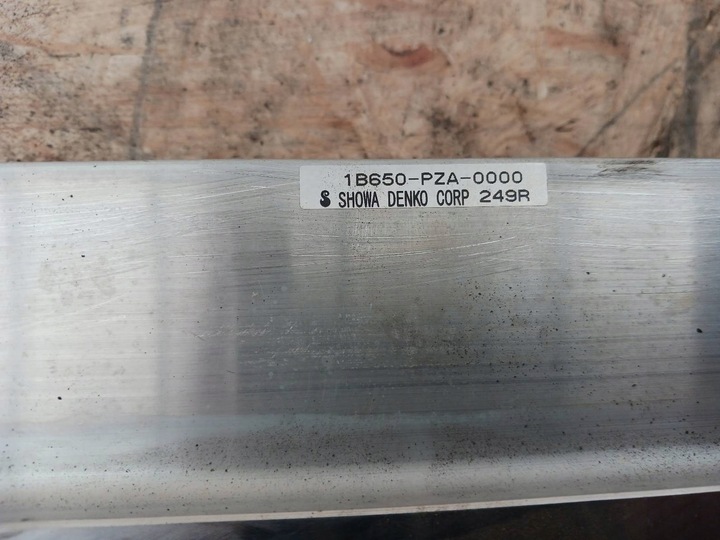 1B650-PZA-0000
SHOWA DENKO CORP 249R